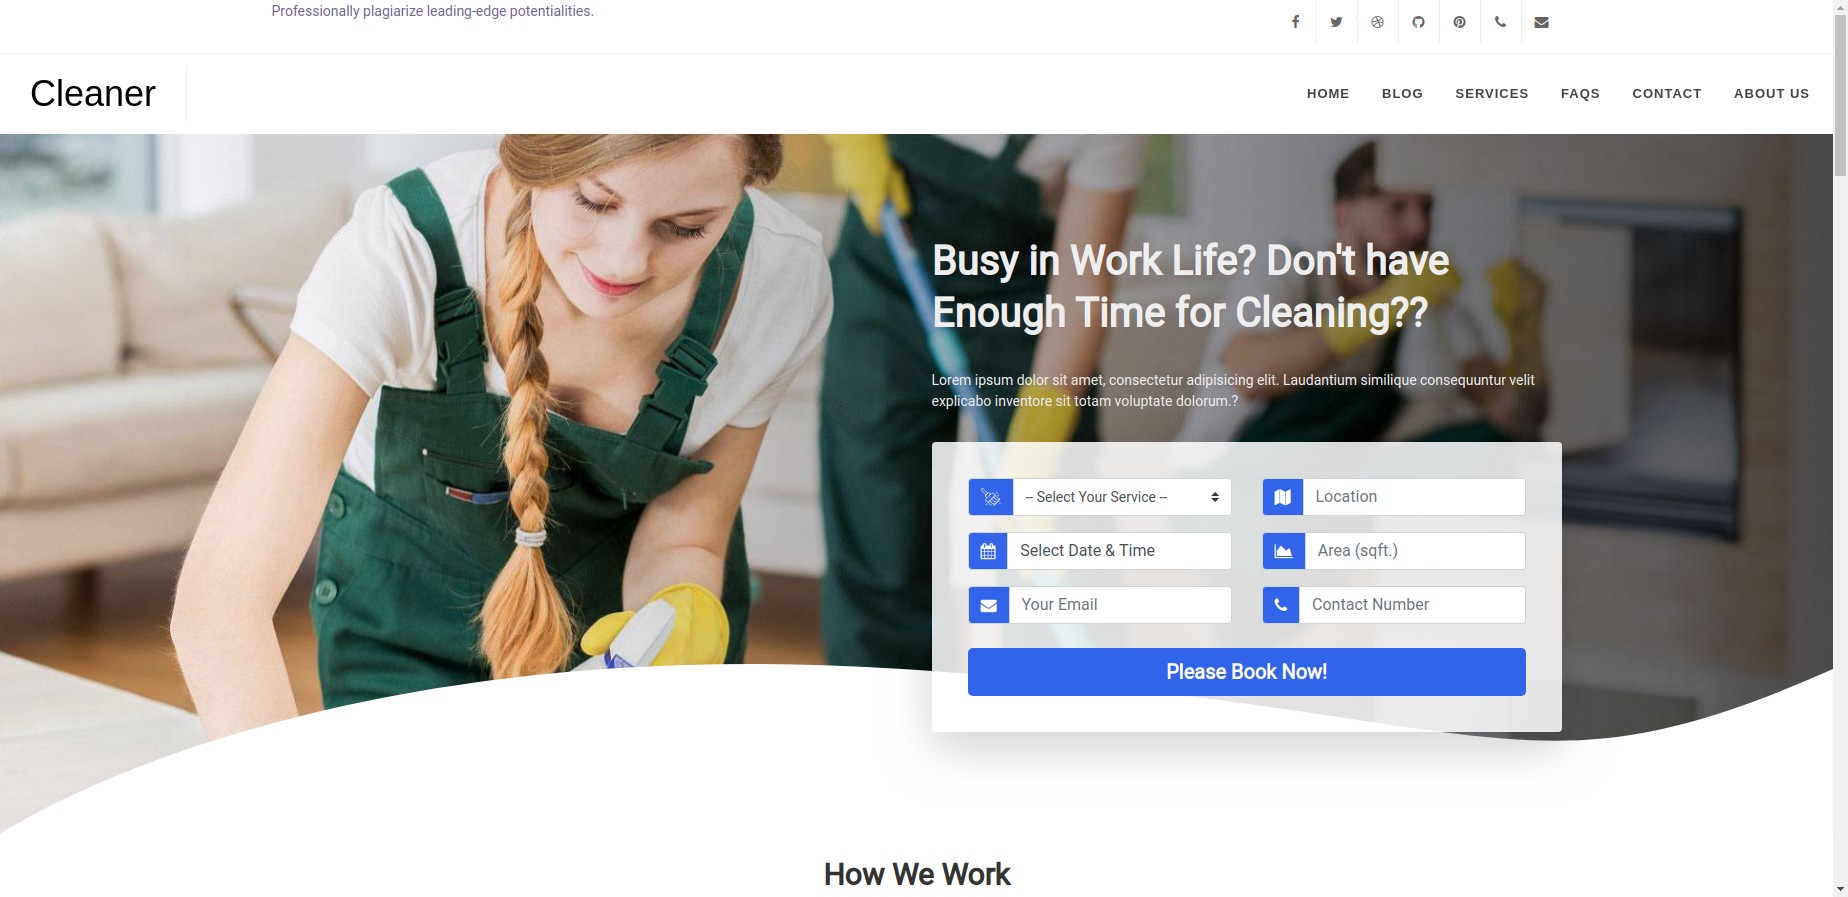 Professionally plagiarize leading-edge potentialities.
Cleaner
HOME BLOG SERVICES FAQS CONTACT ABOUT US
Busy in Work Life? Don't have
Enough Time for Cleaning??
Lorem ipsum dolor sit amet, consectetur adipisicing elit. Laudantium similique consequuntur velit
explicabo inventore sit totam voluptate dolorum.?
-- Select Your Service --
Location
Select Date & Time
Area (sqft.)
Your Email
Contact Number
Please Book Now!
How We Work